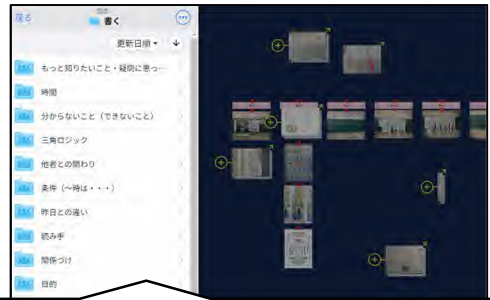 戻る
書く
更新日順
もっと知りたいこと・疑問に思っ…
時間
分からないこと（できないこと）
三角ロジック
他者との関わり
条件（～時は・・・）
昨日との違い
読み手
関係づけ
目的